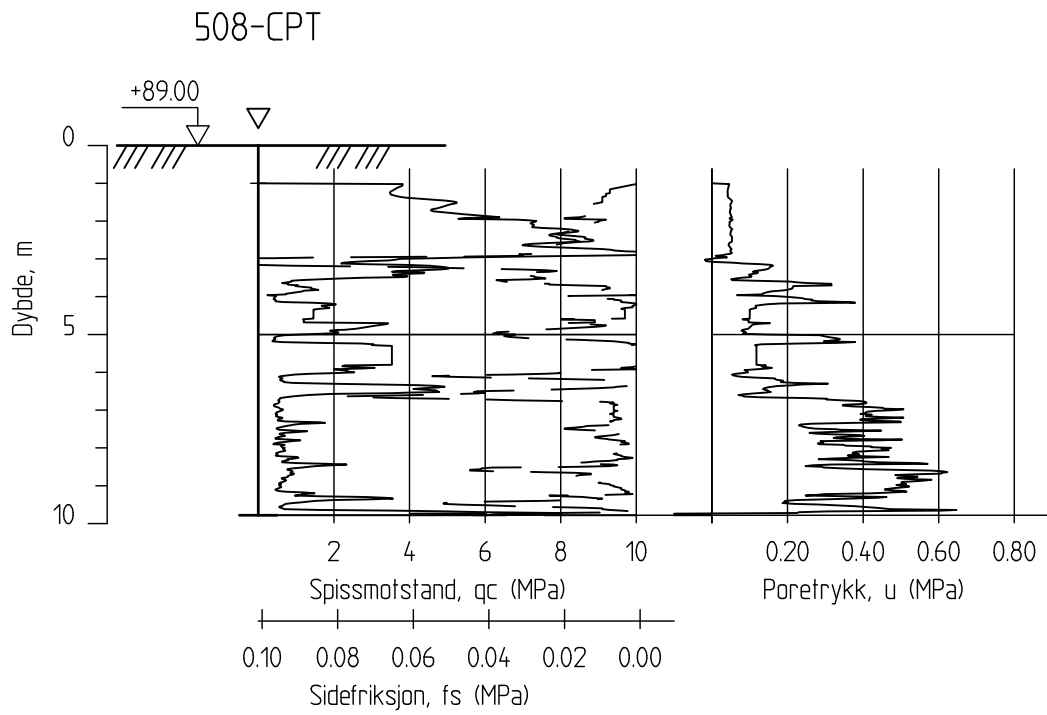 508-CPT
+89.00
0
5
10
Dybde, m
2 4 6 8 10
Spissmotstand, qc (MPa)
0.10 0.08 0.06 0.04 0.02 0.00
Sidefriksjon, fs (MPa)
0.20 0.40 0.60 0.80
Poretrykk, u (MPa)